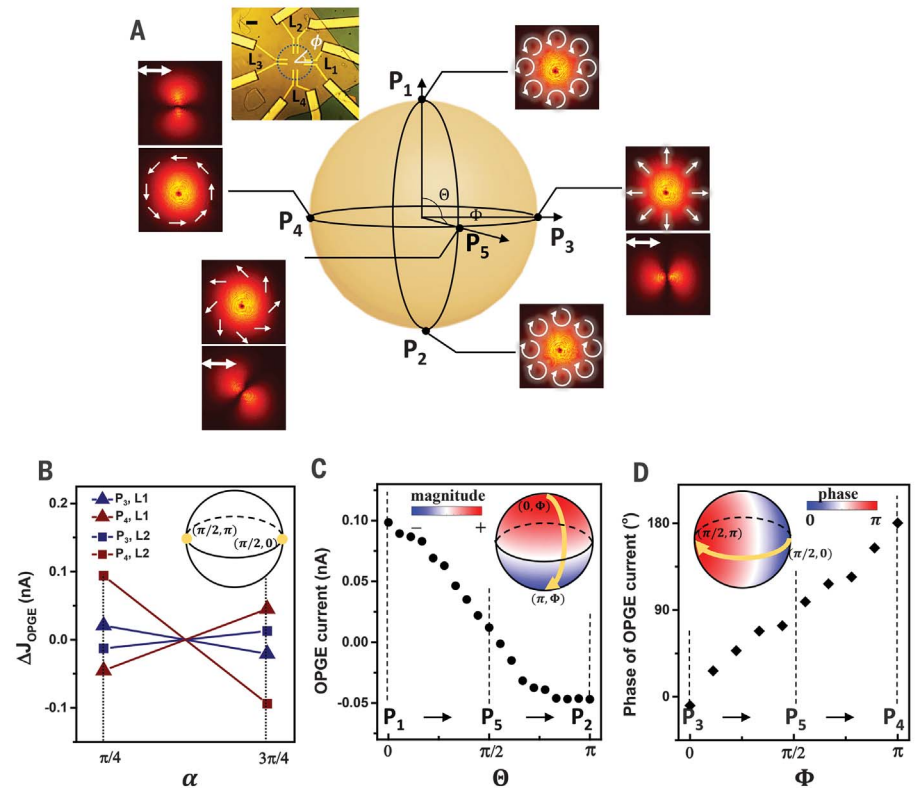 A
L₂
ϕ
L₃
L₁
L₄
P₁
Θ
Φ
P₄
P₃
P₅
P₂
B
P₃, L1
P₄, L1
P₃, L2
P₄, L2
(π/2, π)
(π/2, 0)
0.2
0.1
0.0
-0.1
ΔJOPGE (nA)
π/4
3π/4
α
C
magnitude
− +
(0, Φ)
(π, Φ)
0.10
0.05
0.00
-0.05
OPGE current (nA)
P₁ → P₅ → P₂
0
π/2
π
Θ
D
phase
0 π
(π/2, π)
(π/2, 0)
180
90
0
Phase of OPGE current (°)
P₃ → P₅ → P₄
0
π/2
π
Φ